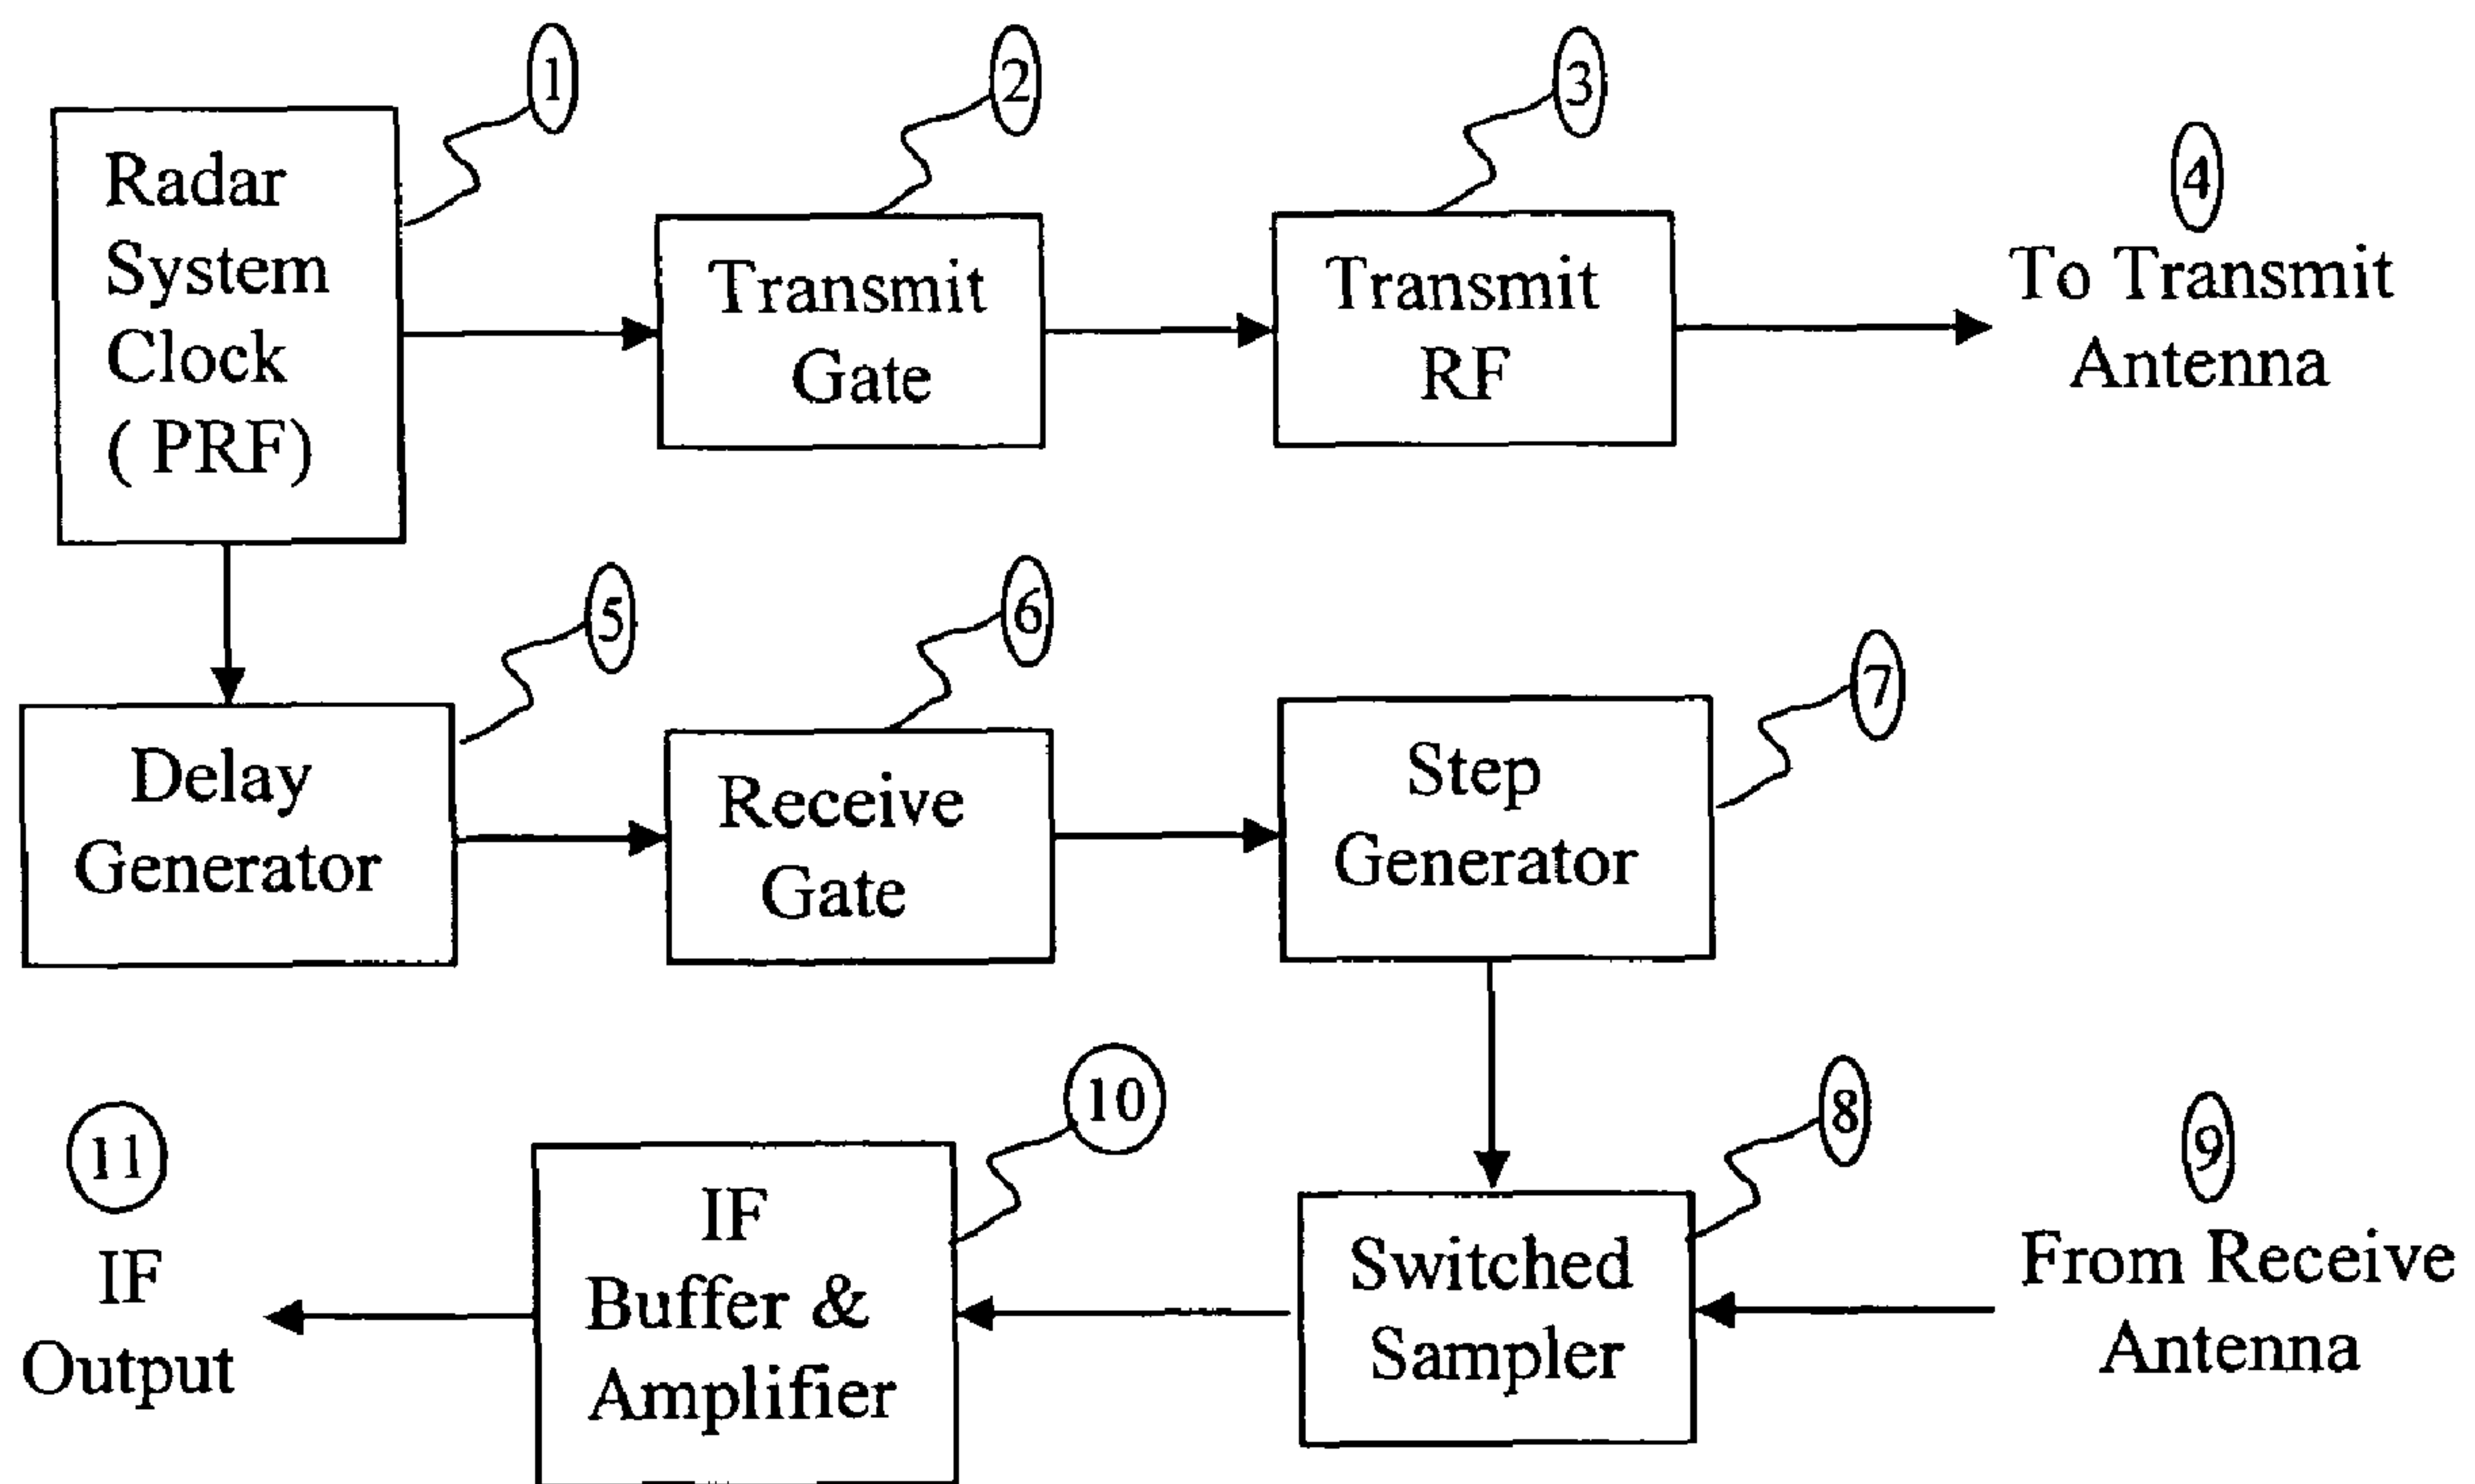 1
Radar
System
Clock
( PRF)
2
Transmit
Gate
3
Transmit
RF
4
To Transmit
Antenna
5
Delay
Generator
6
Receive
Gate
7
Step
Generator
8
Switched
Sampler
9
From Receive
Antenna
10
IF
Buffer &
Amplifier
11
IF
Output